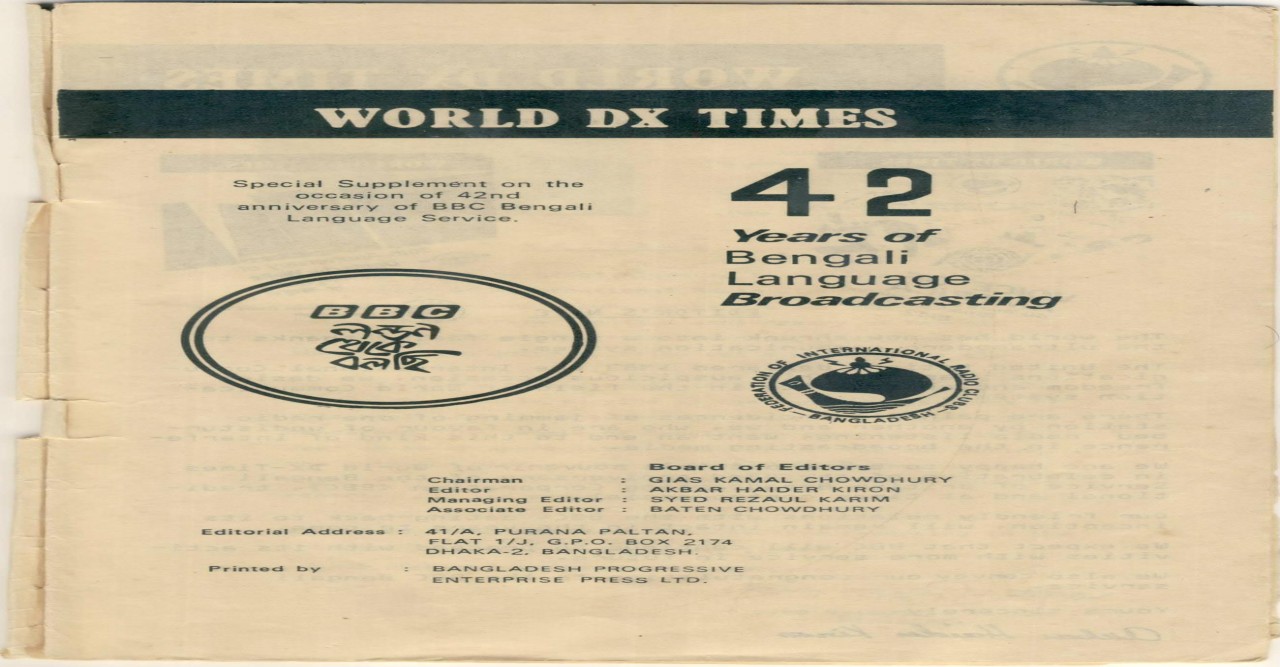 WORLD DX TIMES
Special Supplement on the
occasion of 42nd
anniversary of BBC Bengali
Language Service.
42
Years of
Bengali
Language
Broadcasting
BBC
লন্ডন
থেকে
বলছি
FEDERATION OF INTERNATIONAL RADIO CLUBS
— BANGLADESH —
Board of Editors
Chairman : GIAS KAMAL CHOWDHURY
Editor : AKBAR HAIDER KIRON
Managing Editor : SYED REZAUL KARIM
Associate Editor : BATEN CHOWDHURY
Editorial Address : 41/A, PURANA PALTAN,
FLAT 1/J, G.P.O. BOX 2174
DHAKA-2, BANGLADESH.
Printed by : BANGLADESH PROGRESSIVE
ENTERPRISE PRESS LTD.